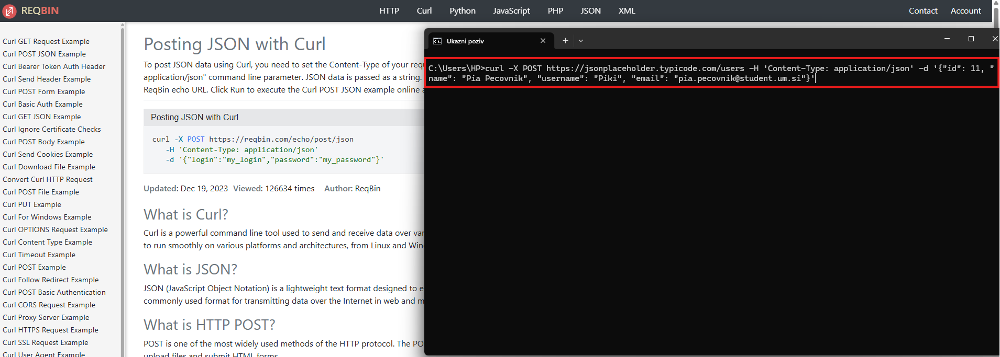 REQBIN
HTTP Curl Python JavaScript PHP JSON XML
Contact Account
Curl GET Request Example
Curl POST JSON Example
Curl Bearer Token Auth Header
Curl Send Header Example
Curl POST Form Example
Curl Basic Auth Example
Curl GET JSON Example
Curl Ignore Certificate Checks
Curl POST Body Example
Curl Send Cookies Example
Curl Download File Example
Convert Curl HTTP Request
Curl POST File Example
Curl PUT Example
Curl For Windows Example
Curl OPTIONS Request Example
Curl Content Type Example
Curl Timeout Example
Curl POST Example
Curl Follow Redirect Example
Curl POST Basic Authentication
Curl CORS Request Example
Curl Proxy Server Example
Curl HTTPS Request Example
Curl SSL Request Example
Curl User Agent Example
Posting JSON with Curl
To post JSON data using Curl, you need to set the Content-Type of your
application/json" command line parameter. JSON data is passed as a string.
ReqBin echo URL. Click Run to execute the Curl POST JSON example online
Posting JSON with Curl
curl -X POST https://reqbin.com/echo/post/json
-H 'Content-Type: application/json'
-d '{"login":"my_login","password":"my_password"}'
Updated: Dec 19, 2023 Viewed: 126634 times Author: ReqBin
What is Curl?
Curl is a powerful command line tool used to send and receive data over
to run smoothly on various platforms and architectures, from Linux and
What is JSON?
JSON (JavaScript Object Notation) is a lightweight text format designed to
commonly used format for transmitting data over the Internet in web and
What is HTTP POST?
POST is one of the most widely used methods of the HTTP protocol. The
upload files and submit HTML forms.
Ukazni poziv
C:\Users\HP>curl -X POST https://jsonplaceholder.typicode.com/users -H 'Content-Type: application/json' -d '{"id": 11, "
name": "Pia Pecovnik", "username": "Piki", "email": "pia.pecovnik@student.um.si"}'